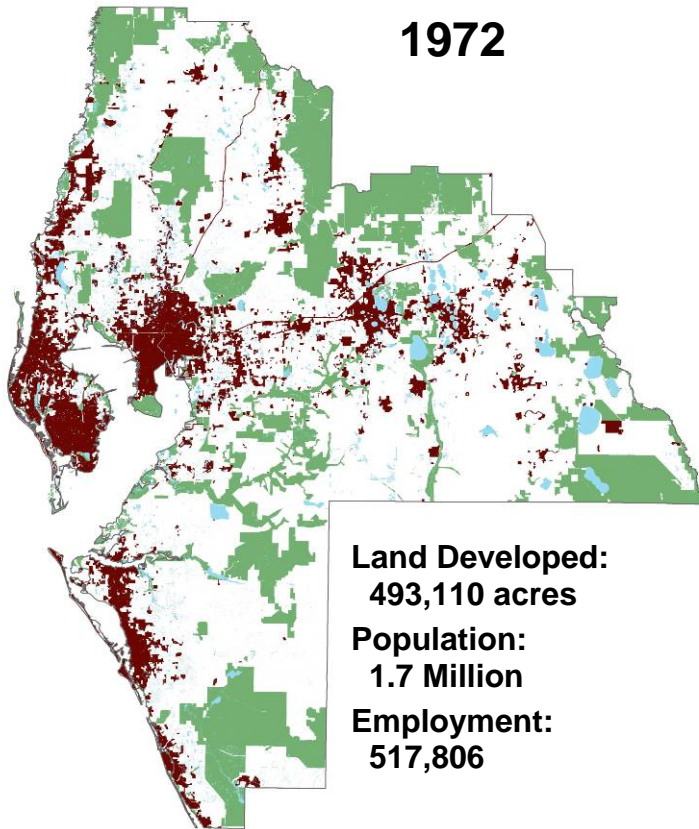 1972
Land Developed:
493,110 acres
Population:
1.7 Million
Employment:
517,806